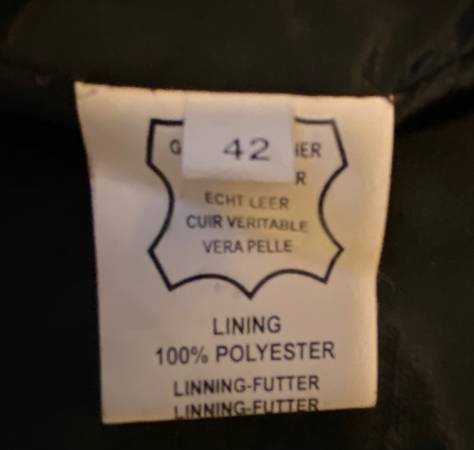 42
ECHT LEER
CUIR VERITABLE
VERA PELLE
LINING
100% POLYESTER
LINNING-FUTTER
LINNING-FUTTER